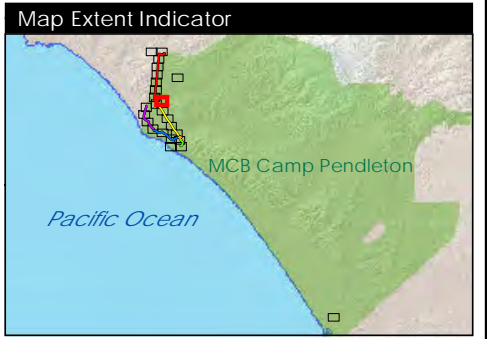 Map Extent Indicator
MCB Camp Pendleton
Pacific Ocean